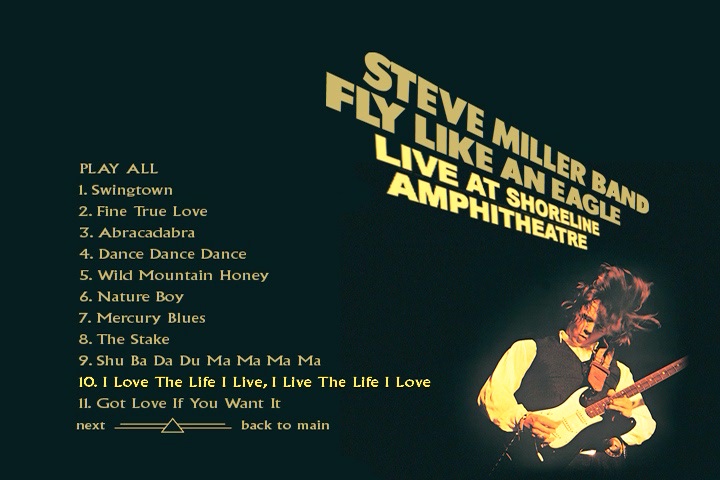 STEVE MILLER BAND
FLY LIKE AN EAGLE
LIVE AT SHORELINE
AMPHITHEATRE
PLAY ALL
1. Swingtown
2. Fine True Love
3. Abracadabra
4. Dance Dance Dance
5. Wild Mountain Honey
6. Nature Boy
7. Mercury Blues
8. The Stake
9. Shu Ba Da Du Ma Ma Ma Ma
10. I Love The Life I Live, I Live The Life I Love
11. Got Love If You Want It
next back to main